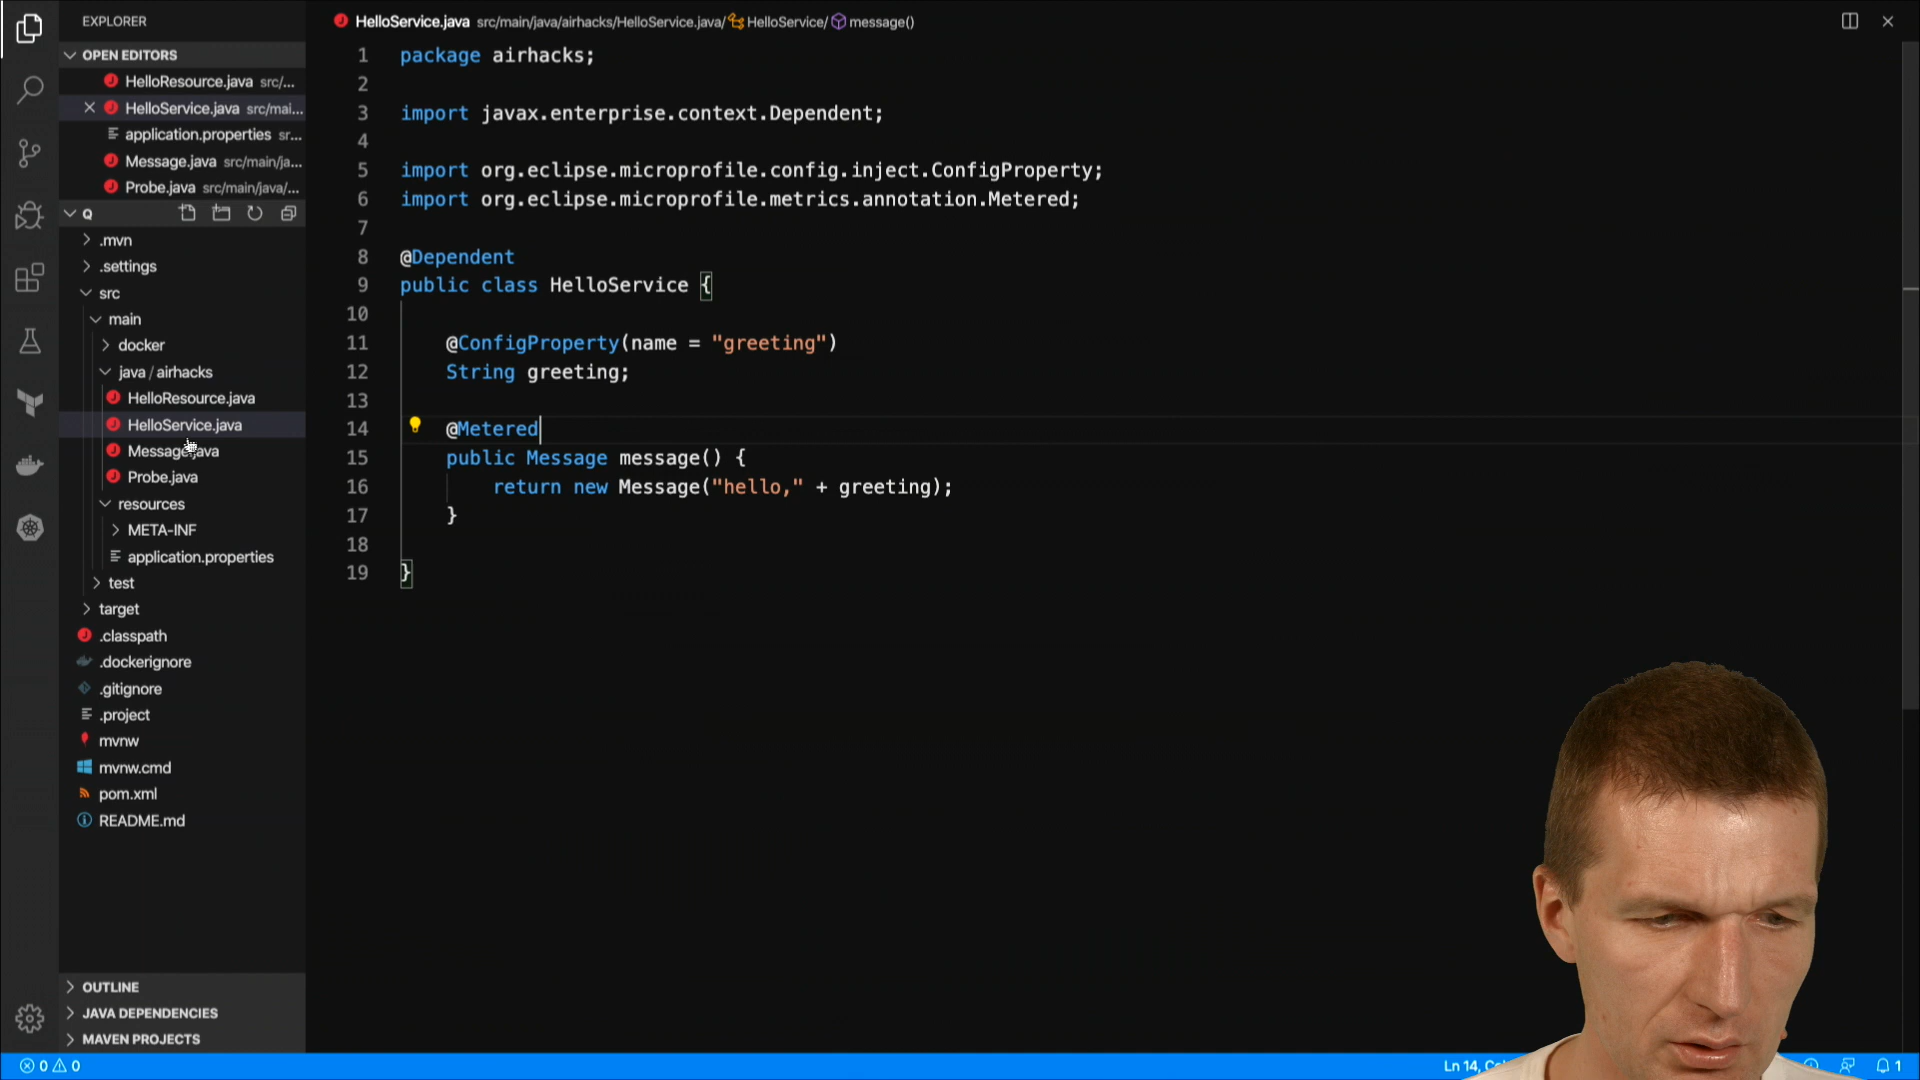 EXPLORER
OPEN EDITORS
HelloResource.java src/...
HelloService.java src/mai...
application.properties sr...
Message.java src/main/ja...
Probe.java src/main/java/...
Q
.mvn
.settings
src
main
docker
java / airhacks
HelloResource.java
HelloService.java
Message.java
Probe.java
resources
META-INF
application.properties
test
target
.classpath
.dockerignore
.gitignore
.project
mvnw
mvnw.cmd
pom.xml
README.md
OUTLINE
JAVA DEPENDENCIES
MAVEN PROJECTS
HelloService.java src/main/java/airhacks/HelloService.java/ HelloService/ message()
1 package airhacks;
2
3 import javax.enterprise.context.Dependent;
4
5 import org.eclipse.microprofile.config.inject.ConfigProperty;
6 import org.eclipse.microprofile.metrics.annotation.Metered;
7
8 @Dependent
9 public class HelloService {
10
11 @ConfigProperty(name = "greeting")
12 String greeting;
13
14 @Metered
15 public Message message() {
16 return new Message("hello," + greeting);
17 }
18
19 }
0 0
Ln 14,
1